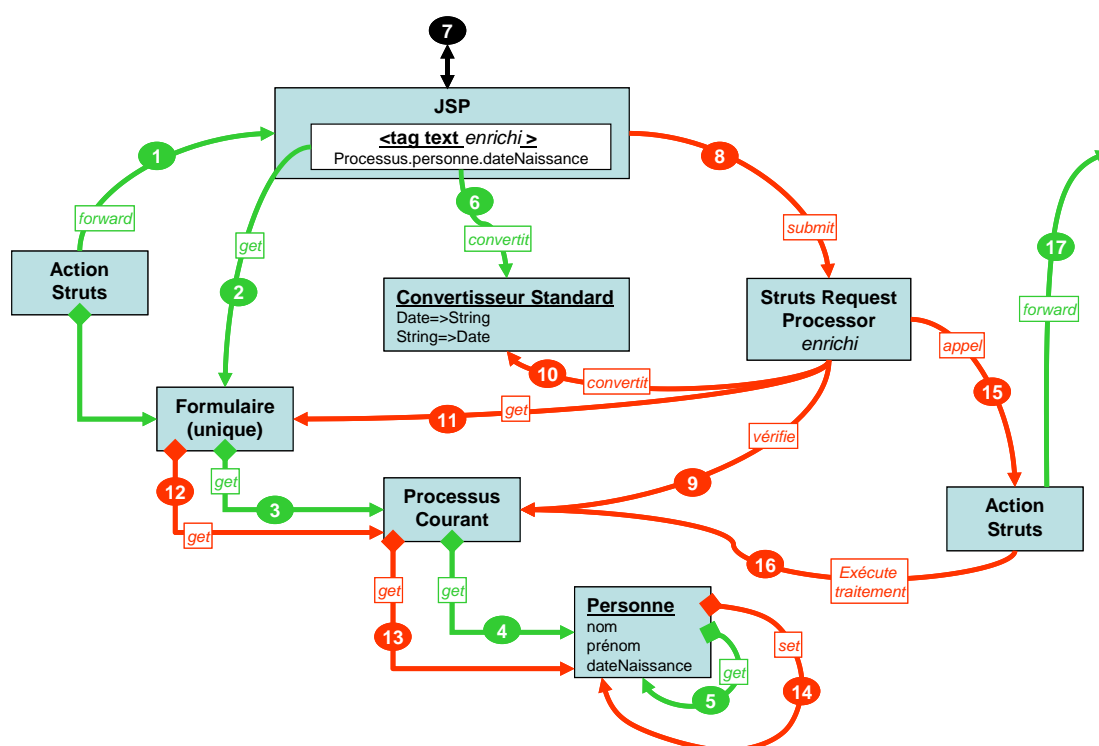 7
JSP
<tag text enrichi >
Processus.personne.dateNaissance
1
8
6
forward
submit
get
convertit
17
Action
Struts
2
Convertisseur Standard
Date=>String
String=>Date
Struts Request
Processor
enrichi
forward
appel
10
convertit
15
Formulaire
(unique)
11
get
vérifie
12
get
3
9
Processus
Courant
Action
Struts
get
16
Exécute
traitement
get
get
4
13
Personne
nom
prénom
dateNaissance
set
get
5
14